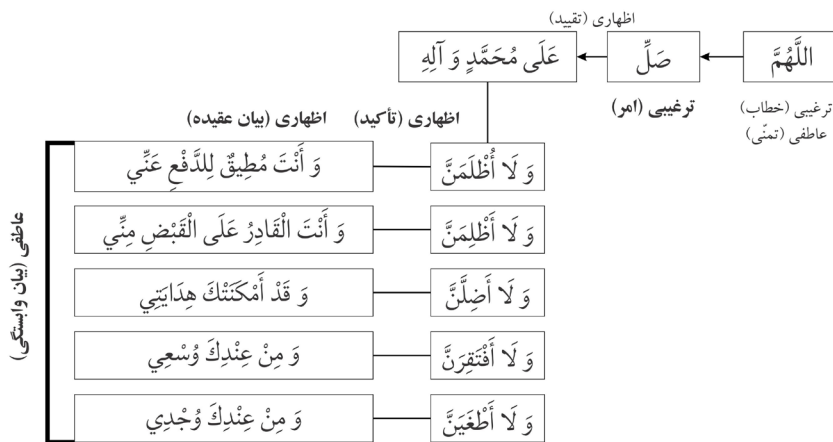 اظهاری (تقیید)
اللَّهُمَّ صَلِّ عَلَى مُحَمَّدٍ وَ آلِهِ
ترغیبی (خطاب)
عاطفی (تمنّی)
ترغیبی (امر)
اظهاری (تأکید)
اظهاری (بیان عقیده)
وَ لَا أُظْلَمَنَّ وَ أَنْتَ مُطِيقٌ لِلدَّفْعِ عَنِّي
وَ لَا أَظْلِمَنَّ وَ أَنْتَ الْقَادِرُ عَلَى الْقَبْضِ مِنِّي
وَ لَا أَضِلَّنَّ وَ قَدْ أَمْكَنَتْكَ هِدَايَتِي
وَ لَا أَفْتَقِرَنَّ وَ مِنْ عِنْدِكَ وُسْعِي
وَ لَا أَطْغَيَنَّ وَ مِنْ عِنْدِكَ وُجْدِي
عاطفی (بیان وابستگی)